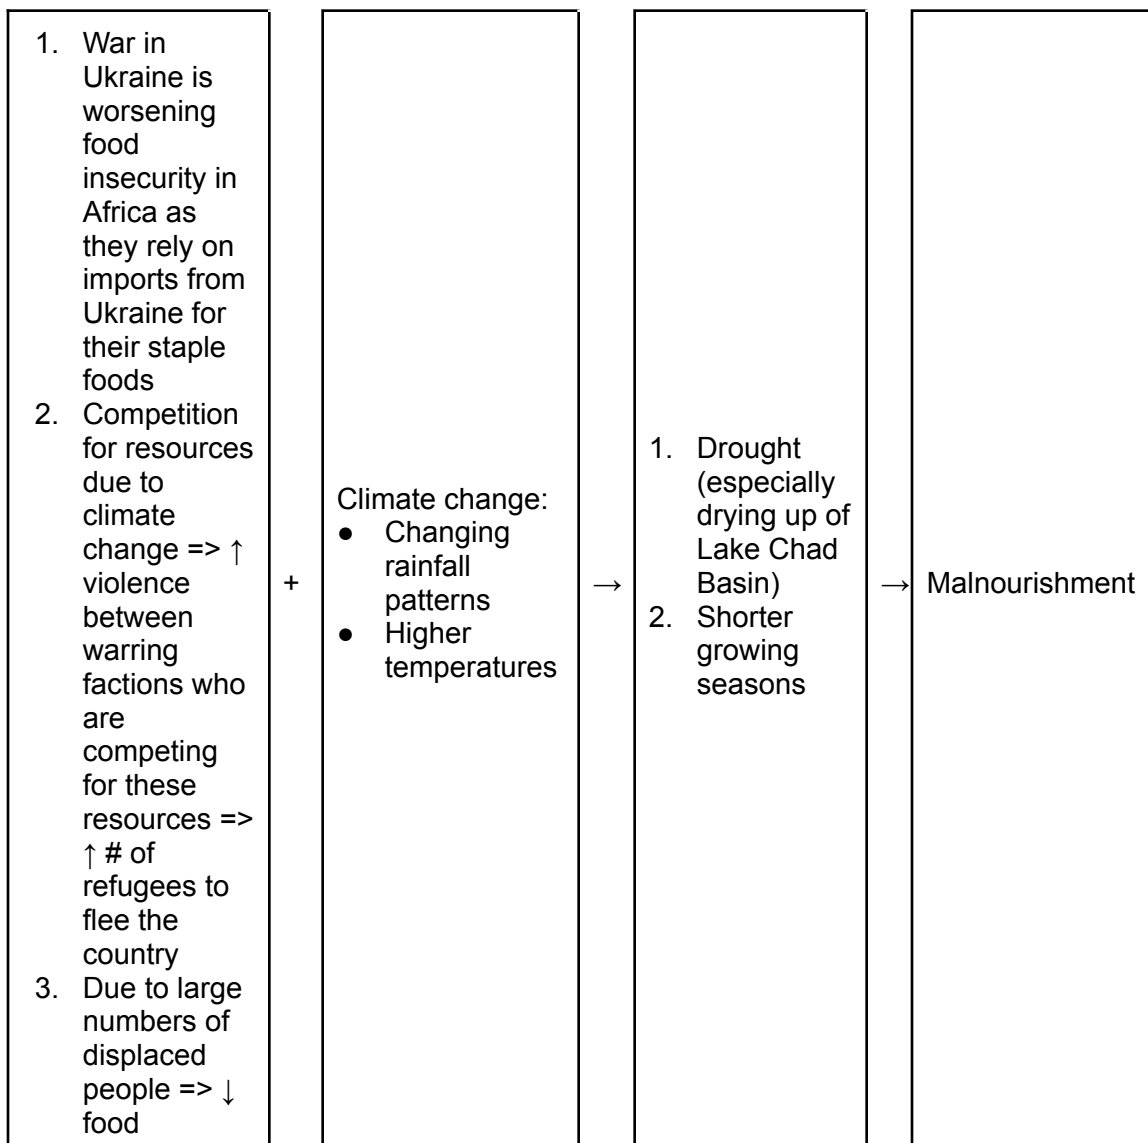 1. War in
Ukraine is
worsening
food
insecurity in
Africa as
they rely on
imports from
Ukraine for
their staple
foods
2. Competition
for resources
due to
climate
change => ↑
violence
between
warring
factions who
are
competing
for these
resources =>
↑ # of
refugees to
flee the
country
3. Due to large
numbers of
displaced
people => ↓
food
+
Climate change:
● Changing
rainfall
patterns
● Higher
temperatures
→
1. Drought
(especially
drying up of
Lake Chad
Basin)
2. Shorter
growing
seasons
→
Malnourishment